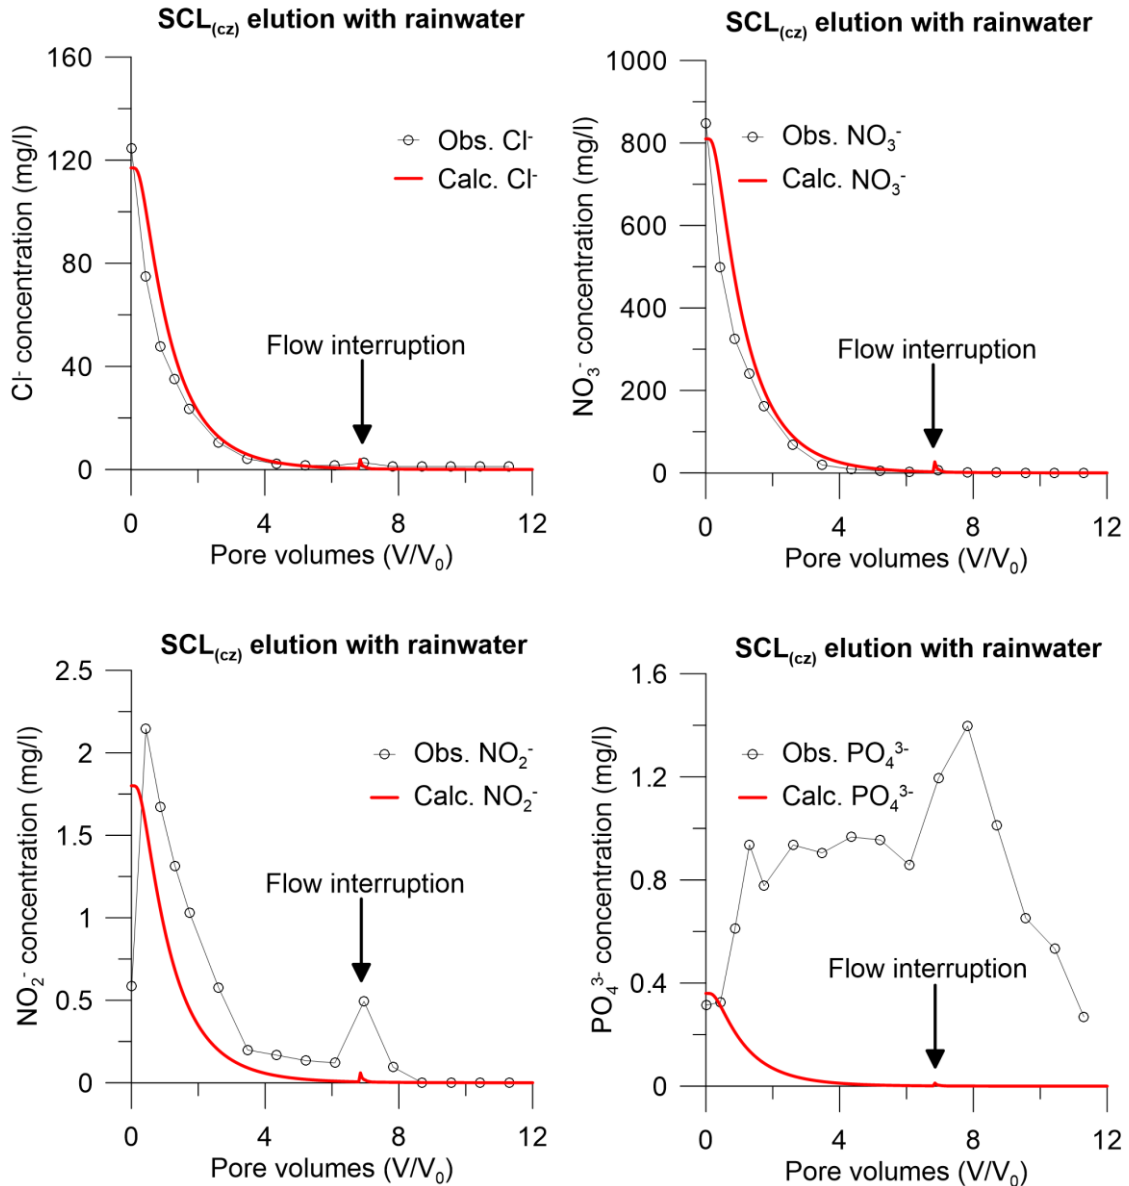 SCL(cz) elution with rainwater
160
120
80
40
0
Cl- concentration (mg/l)
Obs. Cl-
Calc. Cl-
Flow interruption
0 4 8 12
Pore volumes (V/V0)
SCL(cz) elution with rainwater
1000
800
600
400
200
0
NO3- concentration (mg/l)
Obs. NO3-
Calc. NO3-
Flow interruption
0 4 8 12
Pore volumes (V/V0)
SCL(cz) elution with rainwater
2.5
2
1.5
1
0.5
0
NO2- concentration (mg/l)
Obs. NO2-
Calc. NO2-
Flow interruption
0 4 8 12
Pore volumes (V/V0)
SCL(cz) elution with rainwater
1.6
1.2
0.8
0.4
0
PO43- concentration (mg/l)
Obs. PO43-
Calc. PO43-
Flow interruption
0 4 8 12
Pore volumes (V/V0)